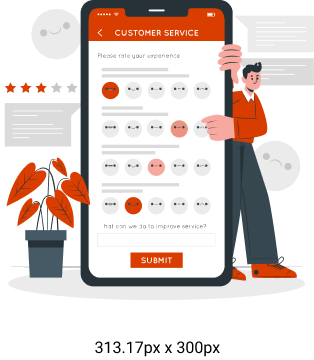 CUSTOMER SERVICE
Please rate your experience
hat can we do to improve service?
SUBMIT
313.17px x 300px